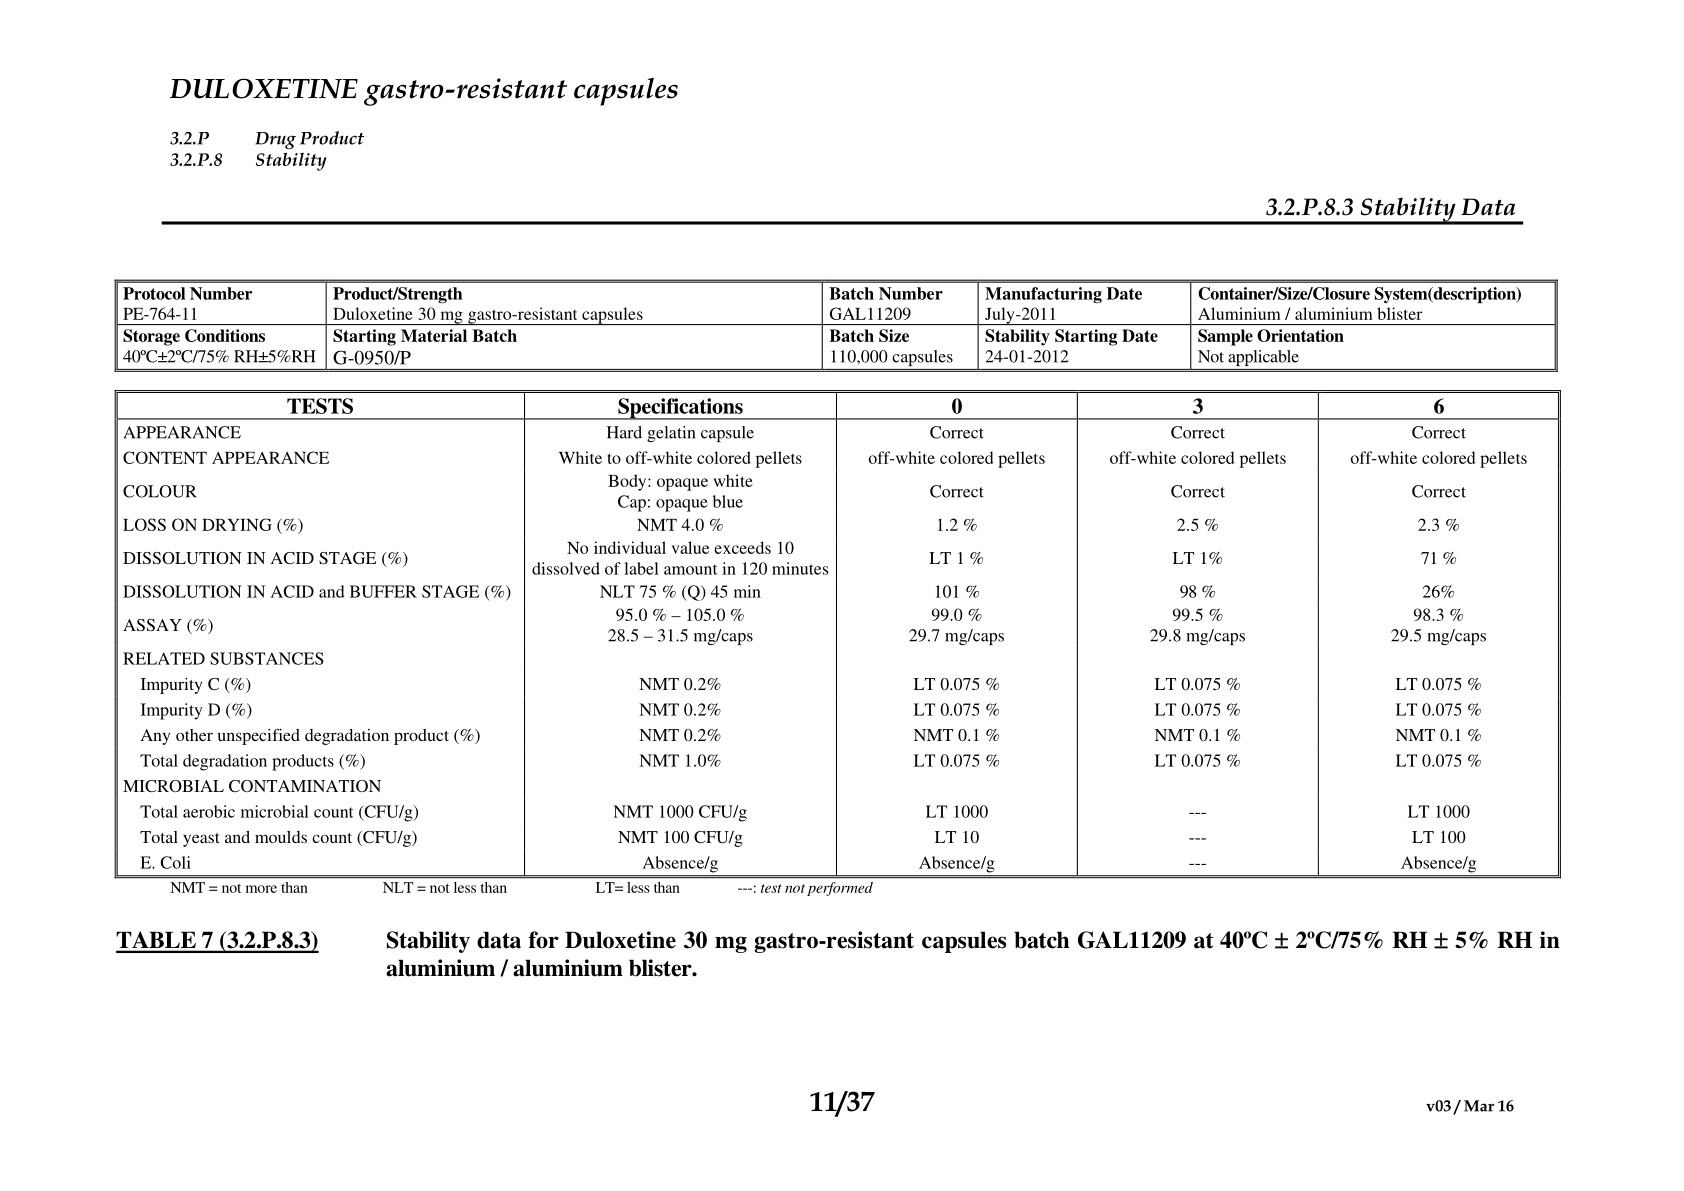 DULOXETINE gastro-resistant capsules
3.2.P Drug Product
3.2.P.8 Stability
3.2.P.8.3 Stability Data
Protocol Number Product/Strength Batch Number Manufacturing Date Container/Size/Closure System(description)
PE-764-11 Duloxetine 30 mg gastro-resistant capsules GAL11209 July-2011 Aluminium / aluminium blister
Storage Conditions Starting Material Batch Batch Size Stability Starting Date Sample Orientation
40ºC±2ºC/75% RH±5%RH G-0950/P 110,000 capsules 24-01-2012 Not applicable
TESTS Specifications 0 3 6
APPEARANCE Hard gelatin capsule Correct Correct Correct
CONTENT APPEARANCE White to off-white colored pellets off-white colored pellets off-white colored pellets off-white colored pellets
Body: opaque white
COLOUR Correct Correct Correct
Cap: opaque blue
LOSS ON DRYING (%) NMT 4.0 % 1.2 % 2.5 % 2.3 %
No individual value exceeds 10
DISSOLUTION IN ACID STAGE (%) LT 1 % LT 1% 71 %
dissolved of label amount in 120 minutes
DISSOLUTION IN ACID and BUFFER STAGE (%) NLT 75 % (Q) 45 min 101 % 98 % 26%
95.0 % – 105.0 % 99.0 % 99.5 % 98.3 %
ASSAY (%)
28.5 – 31.5 mg/caps 29.7 mg/caps 29.8 mg/caps 29.5 mg/caps
RELATED SUBSTANCES
Impurity C (%) NMT 0.2% LT 0.075 % LT 0.075 % LT 0.075 %
Impurity D (%) NMT 0.2% LT 0.075 % LT 0.075 % LT 0.075 %
Any other unspecified degradation product (%) NMT 0.2% NMT 0.1 % NMT 0.1 % NMT 0.1 %
Total degradation products (%) NMT 1.0% LT 0.075 % LT 0.075 % LT 0.075 %
MICROBIAL CONTAMINATION
Total aerobic microbial count (CFU/g) NMT 1000 CFU/g LT 1000 --- LT 1000
Total yeast and moulds count (CFU/g) NMT 100 CFU/g LT 10 --- LT 100
E. Coli Absence/g Absence/g --- Absence/g
NMT = not more than NLT = not less than LT= less than ---: test not performed
TABLE 7 (3.2.P.8.3) Stability data for Duloxetine 30 mg gastro-resistant capsules batch GAL11209 at 40ºC ± 2ºC/75% RH ± 5% RH in
aluminium / aluminium blister.
11/37
v03 / Mar 16